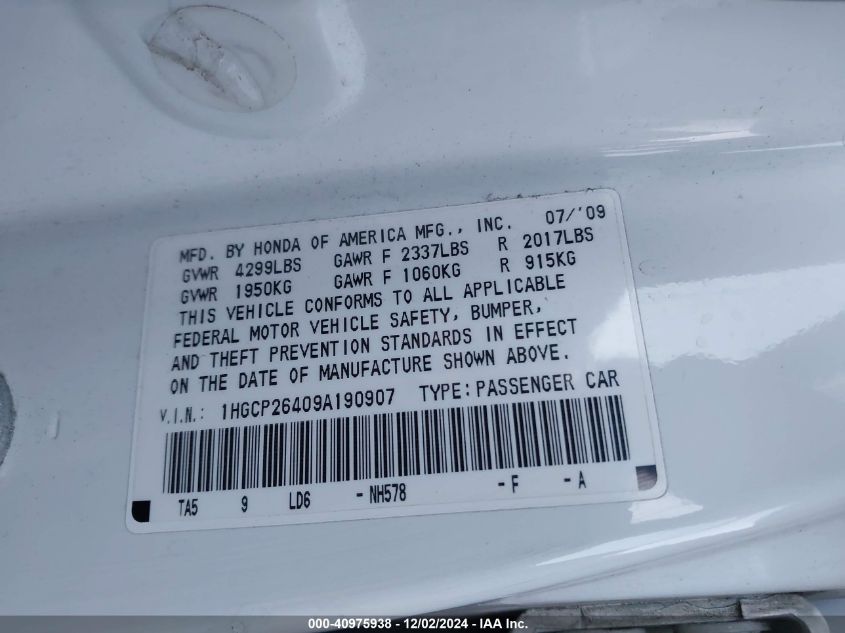 MFD. BY HONDA OF AMERICA MFG., INC. 07/'09
GVWR 4299LBS GAWR F 2337LBS R 2017LBS
GVWR 1950KG GAWR F 1060KG R 915KG
THIS VEHICLE CONFORMS TO ALL APPLICABLE
FEDERAL MOTOR VEHICLE SAFETY, BUMPER,
AND THEFT PREVENTION STANDARDS IN EFFECT
ON THE DATE OF MANUFACTURE SHOWN ABOVE.
V.I.N.: 1HGCP26409A190907 TYPE: PASSENGER CAR
TA5 9 LD6 -NH578 -F -A
000-40975938 - 12/02/2024 - IAA Inc.